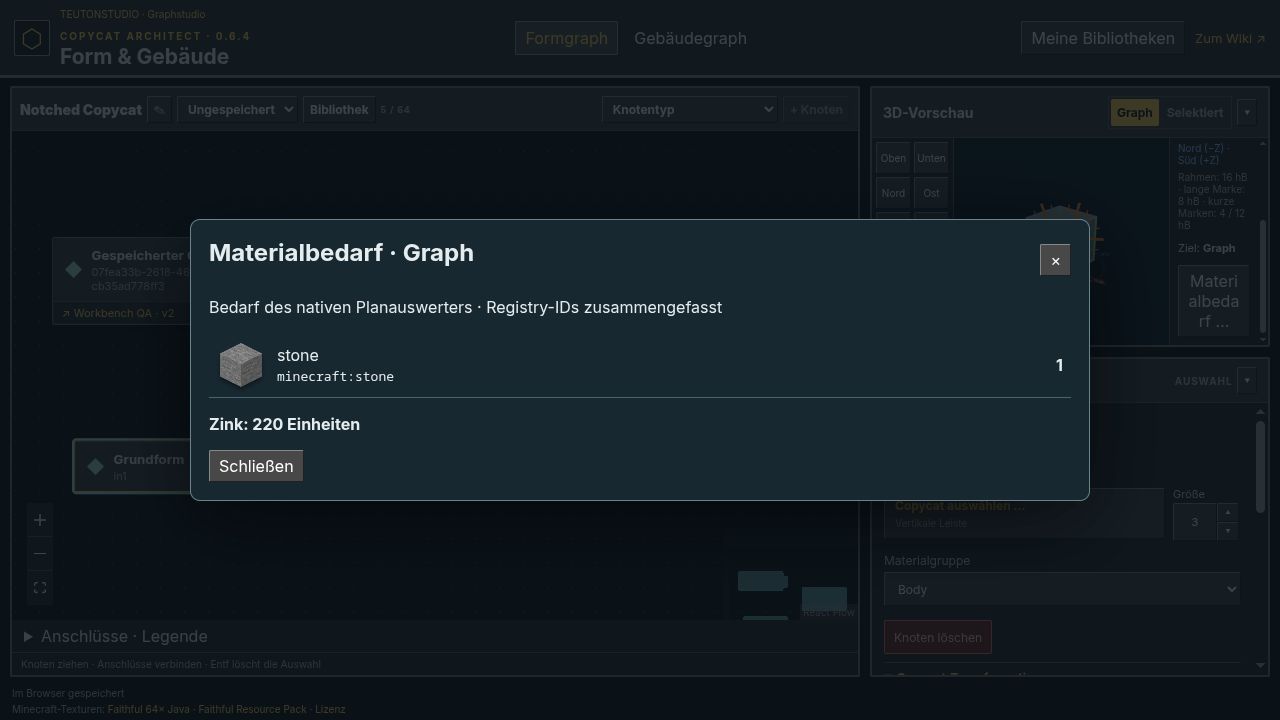 TEUTONSTUDIO · Graphstudio
COPYCAT ARCHITECT · 0.6.4
Form & Gebäude
Formgraph
Gebäudegraph
Meine Bibliotheken
Zum Wiki ↗
Notched Copycat
✎
Ungespeichert
Bibliothek
5 / 64
Knotentyp
+ Knoten
3D-Vorschau
Graph
Selektiert
Oben
Unten
Nord
Ost
Nord (−Z) ·
Süd (+Z)
Rahmen: 16 hB
· lange Marke:
8 hB · kurze
Marken: 4 / 12
hB
Ziel: Graph
Materi
albeda
rf ...
Gespeicherter
07fea33b-2618-46
cb35ad778ff3
↗ Workbench QA · v2
Materialbedarf · Graph
×
Bedarf des nativen Planauswerters · Registry-IDs zusammengefasst
stone
minecraft:stone
1
Zink: 220 Einheiten
Schließen
Grundform
in1
AUSWAHL
Copycat auswählen ...
Vertikale Leiste
Größe
3
Materialgruppe
Body
Knoten löschen
React Flow
Anschlüsse · Legende
Knoten ziehen · Anschlüsse verbinden · Entf löscht die Auswahl
Im Browser gespeichert
Minecraft-Texturen: Faithful 64× Java · Faithful Resource Pack · Lizenz